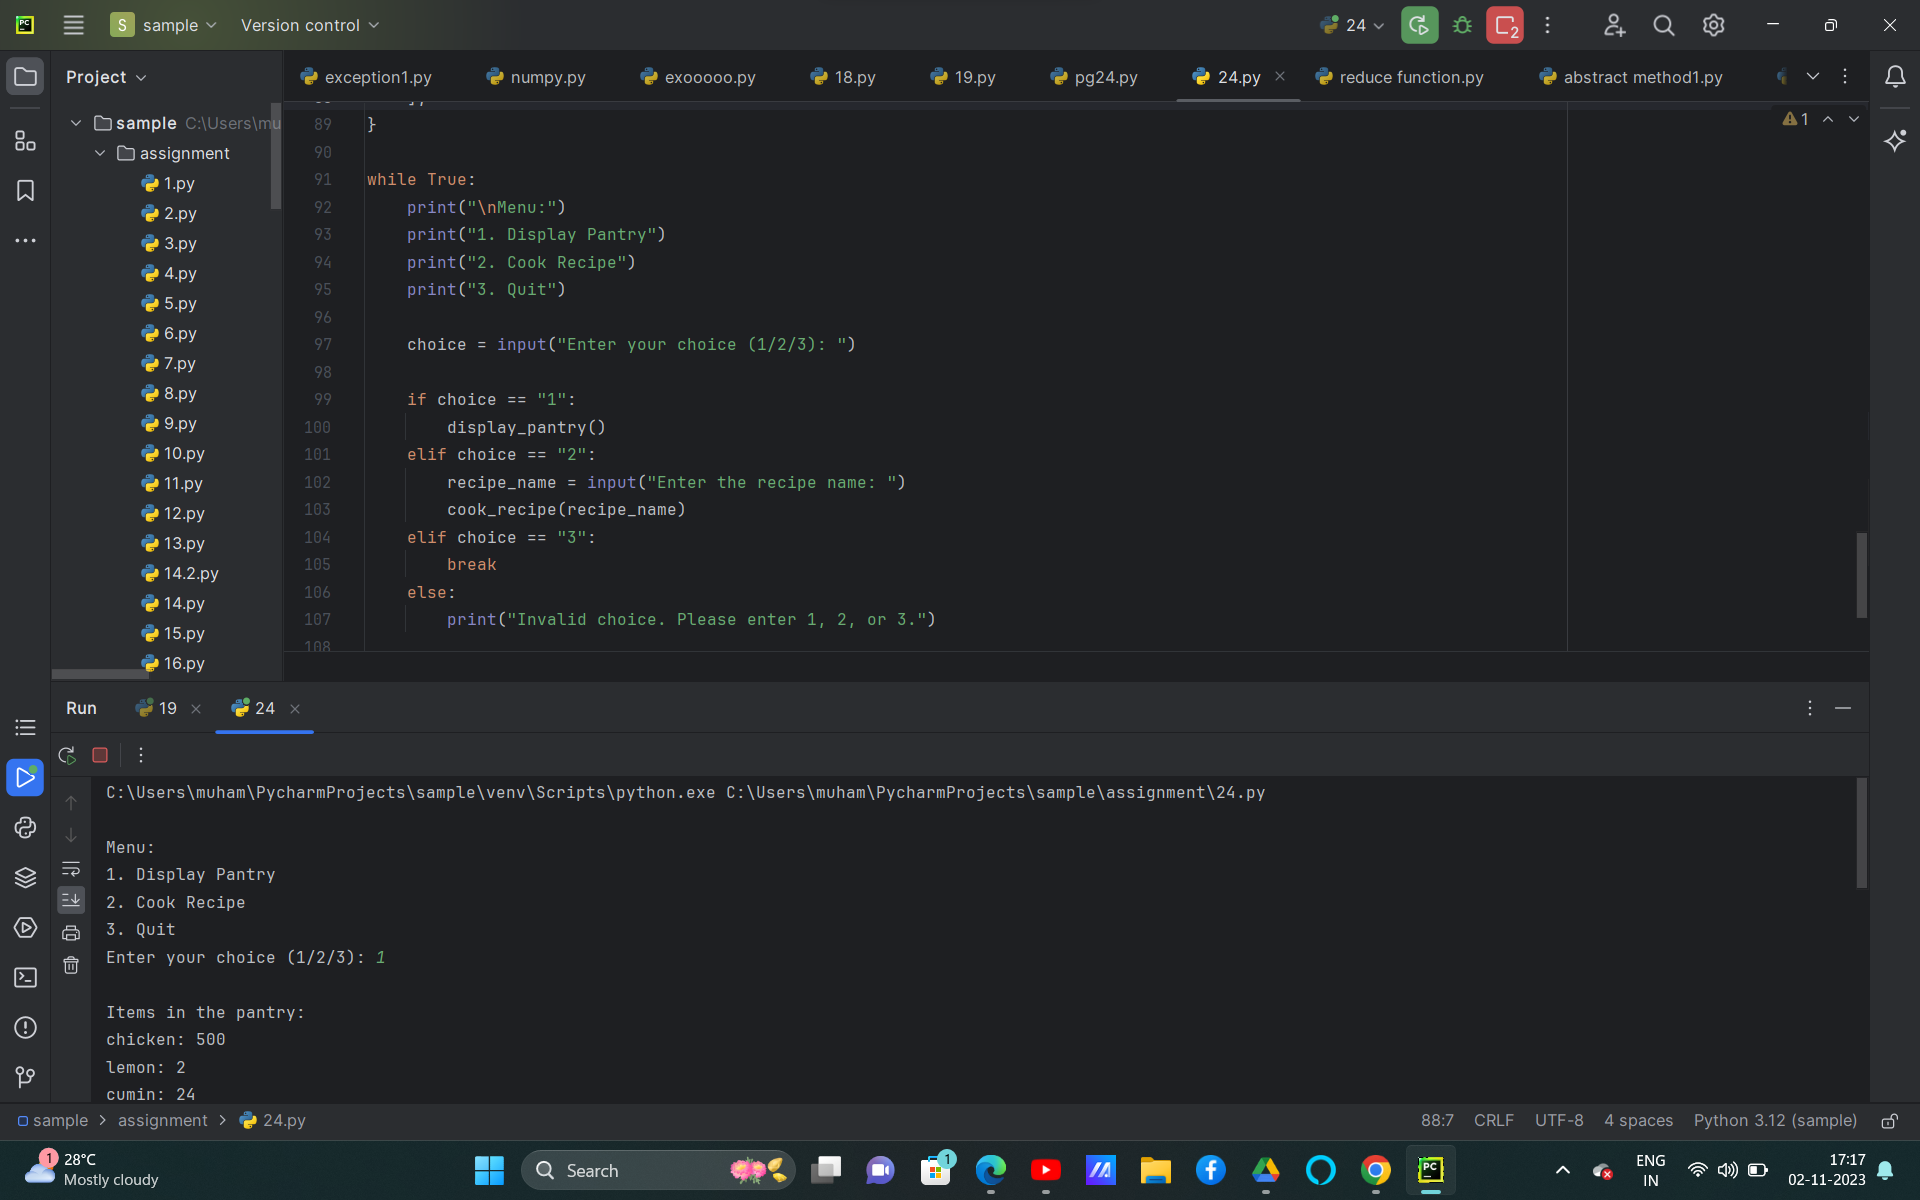 PC
S sample Version control 24 2
Project
exception1.py numpy.py exooooo.py 18.py 19.py pg24.py 24.py reduce function.py abstract method1.py
sample C:\Users\mu
assignment
1.py
2.py
3.py
4.py
5.py
6.py
7.py
8.py
9.py
10.py
11.py
12.py
13.py
14.2.py
14.py
15.py
16.py
1
89 }
90
91 while True:
92 print("\nMenu:")
93 print("1. Display Pantry")
94 print("2. Cook Recipe")
95 print("3. Quit")
96
97 choice = input("Enter your choice (1/2/3): ")
98
99 if choice == "1":
100 display_pantry()
101 elif choice == "2":
102 recipe_name = input("Enter the recipe name: ")
103 cook_recipe(recipe_name)
104 elif choice == "3":
105 break
106 else:
107 print("Invalid choice. Please enter 1, 2, or 3.")
108
Run 19 24
C:\Users\muham\PycharmProjects\sample\venv\Scripts\python.exe C:\Users\muham\PycharmProjects\sample\assignment\24.py
Menu:
1. Display Pantry
2. Cook Recipe
3. Quit
Enter your choice (1/2/3): 1
Items in the pantry:
chicken: 500
lemon: 2
cumin: 24
sample > assignment > 24.py 88:7 CRLF UTF-8 4 spaces Python 3.12 (sample)
1 28°C
Mostly cloudy
Search
1
PC
ENG
IN
17:17
02-11-2023